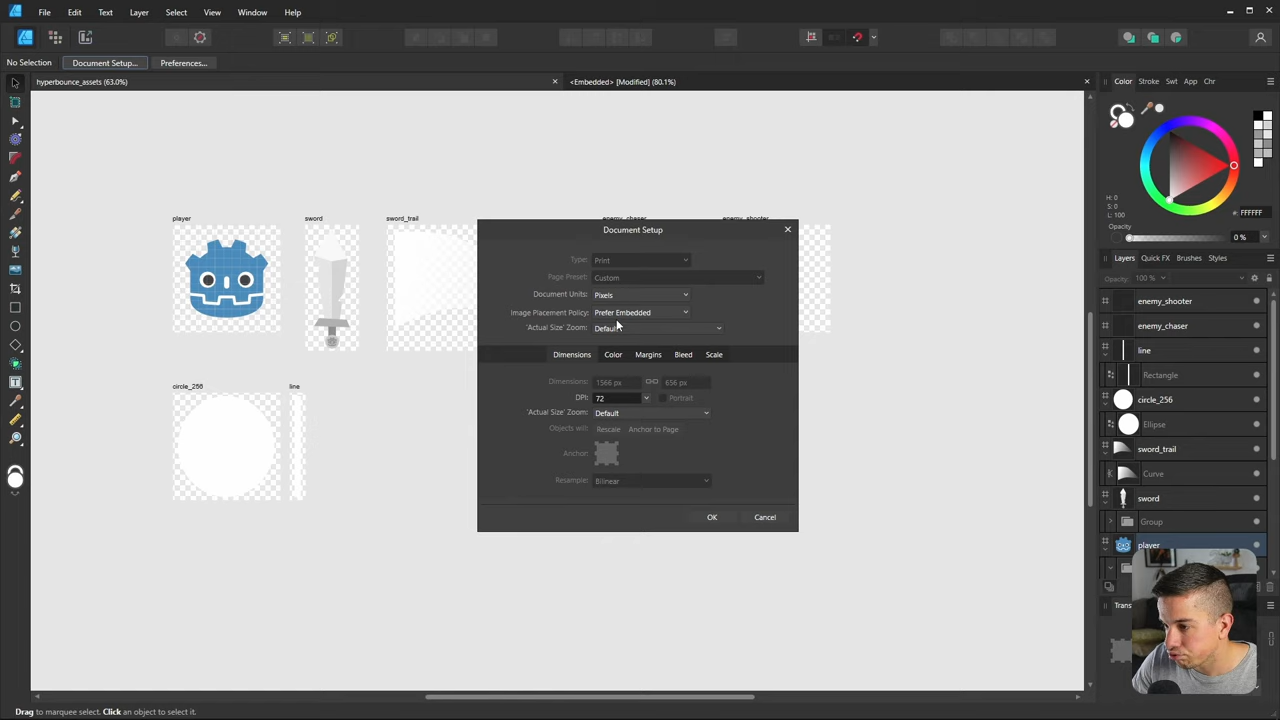 File Edit Text Layer Select View Window Help
No Selection Document Setup... Preferences...
hyperbounce_assets (63.0%)
<Embedded> [Modified] (80.1%)
Color Stroke Swt App Chr
H: 0
S: 0
L: 100
# FFFFFF
Opacity: 0 %
Layers Quick FX Brushes Styles
Opacity: 100 %
enemy_shooter
enemy_chaser
line
Rectangle
circle_256
Ellipse
sword_trail
Curve
sword
Group
player
player
sword
sword_trail
enemy_chaser
enemy_shooter
circle_256
line
Document Setup
Type: Print
Page Preset: Custom
Document Units: Pixels
Image Placement Policy: Prefer Embedded
'Actual Size' Zoom: Default
Dimensions Color Margins Bleed Scale
Dimensions: 1566 px 656 px
DPI: 72 Portrait
'Actual Size' Zoom: Default
Objects will: Rescale Anchor to Page
Anchor:
Resample: Bilinear
OK Cancel
Drag to marquee select. Click an object to select it.